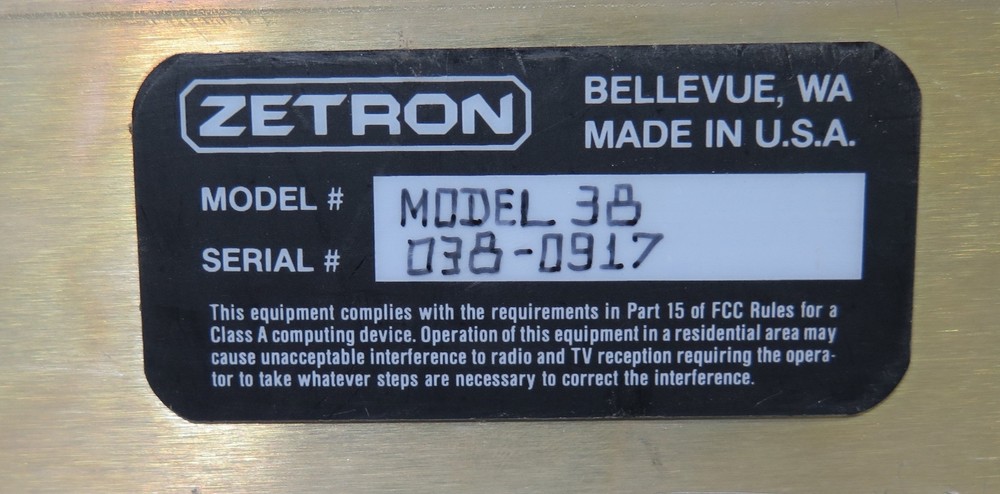 ZETRON
BELLEVUE, WA
MADE IN U.S.A.
MODEL # MODEL 38
SERIAL # 038-0917
This equipment complies with the requirements in Part 15 of FCC Rules for a
Class A computing device. Operation of this equipment in a residential area may
cause unacceptable interference to radio and TV reception requiring the opera-
tor to take whatever steps are necessary to correct the interference.